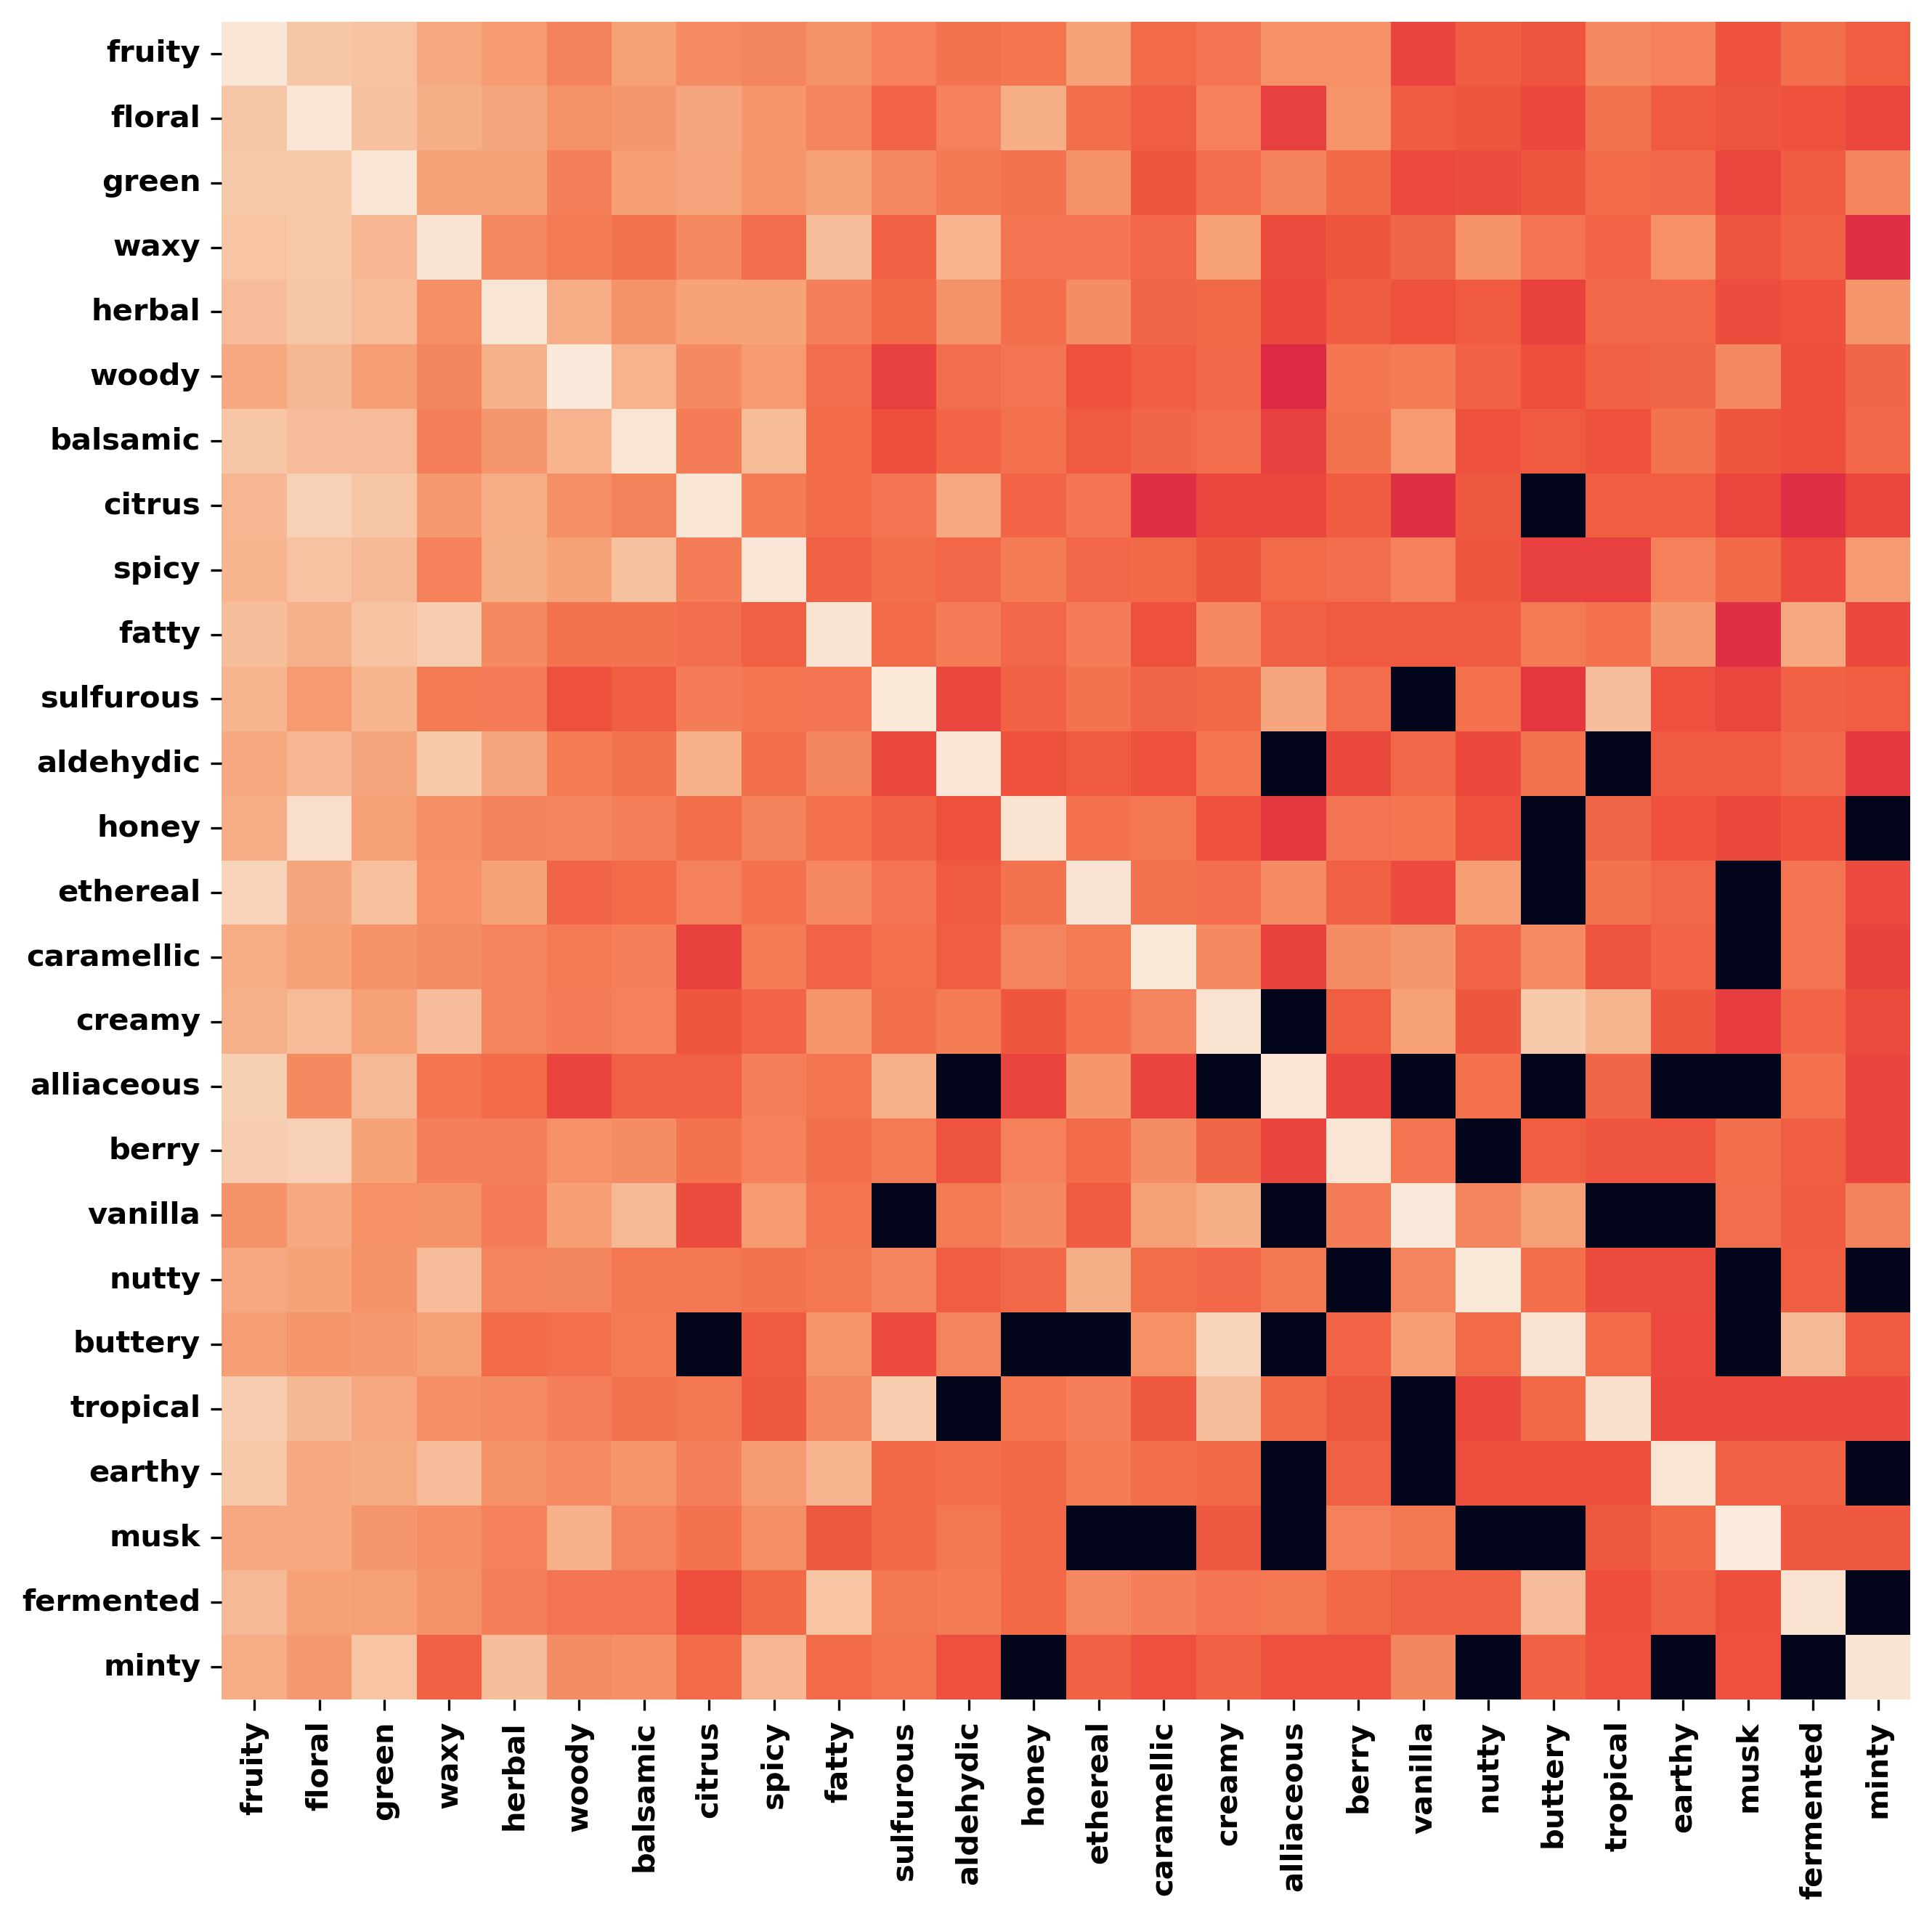 fruity
floral
green
waxy
herbal
woody
balsamic
citrus
spicy
fatty
sulfurous
aldehydic
honey
ethereal
caramellic
creamy
alliaceous
berry
vanilla
nutty
buttery
tropical
earthy
musk
fermented
minty
fruity
floral
green
waxy
herbal
woody
balsamic
citrus
spicy
fatty
sulfurous
aldehydic
honey
ethereal
caramellic
creamy
alliaceous
berry
vanilla
nutty
buttery
tropical
earthy
musk
fermented
minty